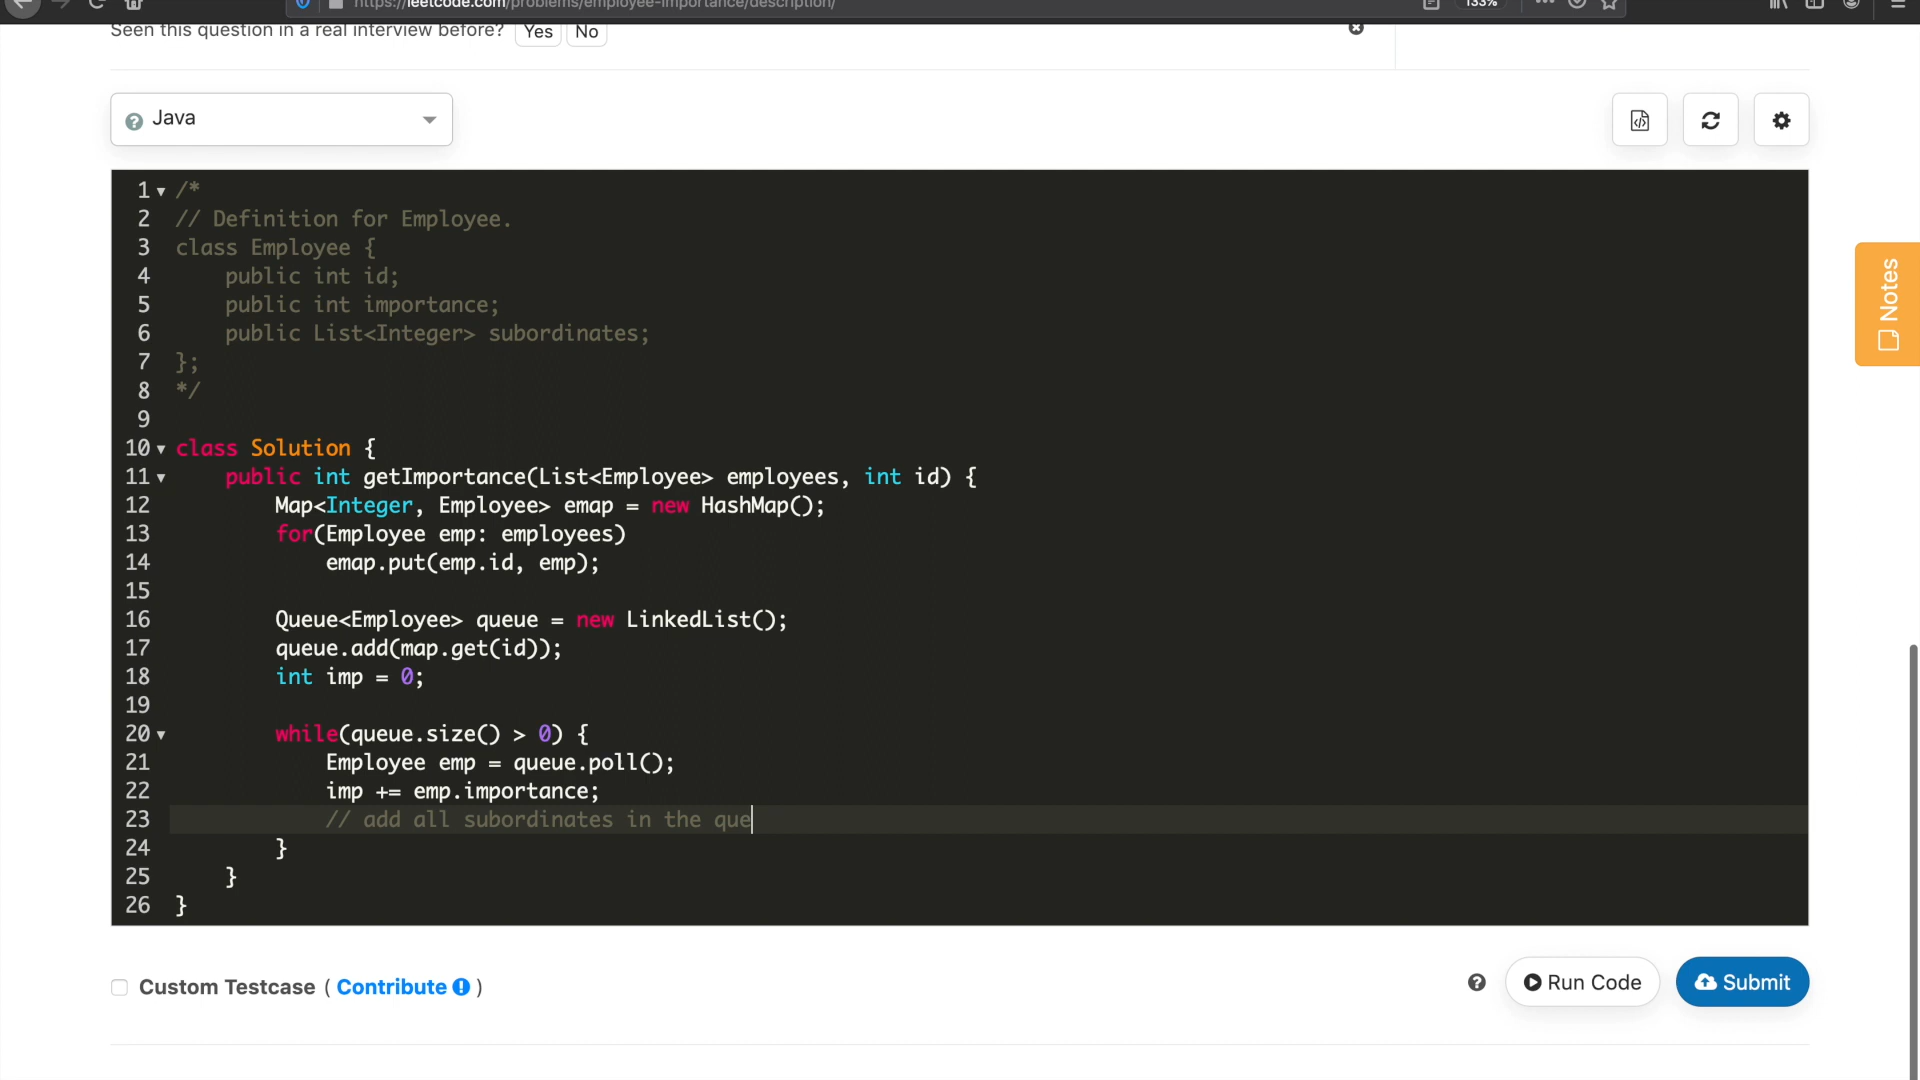 https://leetcode.com/problems/employee-importance/description/
133%
Seen this question in a real interview before? Yes No
Java
1 /*
2 // Definition for Employee.
3 class Employee {
4     public int id;
5     public int importance;
6     public List<Integer> subordinates;
7 };
8 */
9
10 class Solution {
11     public int getImportance(List<Employee> employees, int id) {
12         Map<Integer, Employee> emap = new HashMap();
13         for(Employee emp: employees)
14             emap.put(emp.id, emp);
15
16         Queue<Employee> queue = new LinkedList();
17         queue.add(map.get(id));
18         int imp = 0;
19
20         while(queue.size() > 0) {
21             Employee emp = queue.poll();
22             imp += emp.importance;
23             // add all subordinates in the que
24         }
25     }
26 }
Notes
Custom Testcase ( Contribute )
Run Code
Submit